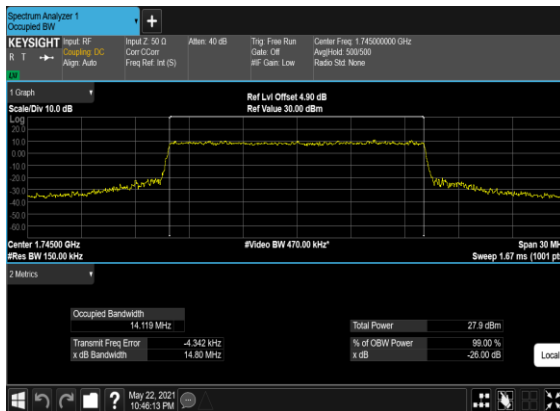 Spectrum Analyzer 1
Occupied BW
KEYSIGHT Input: RF Input Z: 50 Ω Atten: 40 dB Trig: Free Run Center Freq: 1.745000000 GHz
R T Coupling: DC Corr CCorr Gate: Off Avg|Hold: 500/500
Align: Auto Freq Ref: Int (S) #IF Gain: Low Radio Std: None
LXI
1 Graph
Ref Lvl Offset 4.90 dB
Scale/Div 10.0 dB Ref Value 30.00 dBm
Log
20.0
10.0
0.00
-10.0
-20.0
-30.0
-40.0
-50.0
-60.0
Center 1.74500 GHz #Video BW 470.00 kHz* Span 30 MH
#Res BW 150.00 kHz Sweep 1.67 ms (1001 pts
2 Metrics
Occupied Bandwidth
14.119 MHz Total Power 27.9 dBm
Transmit Freq Error -4.342 kHz % of OBW Power 99.00 %
x dB Bandwidth 14.80 MHz x dB -26.00 dB
Local
May 22, 2021
10:46:13 PM